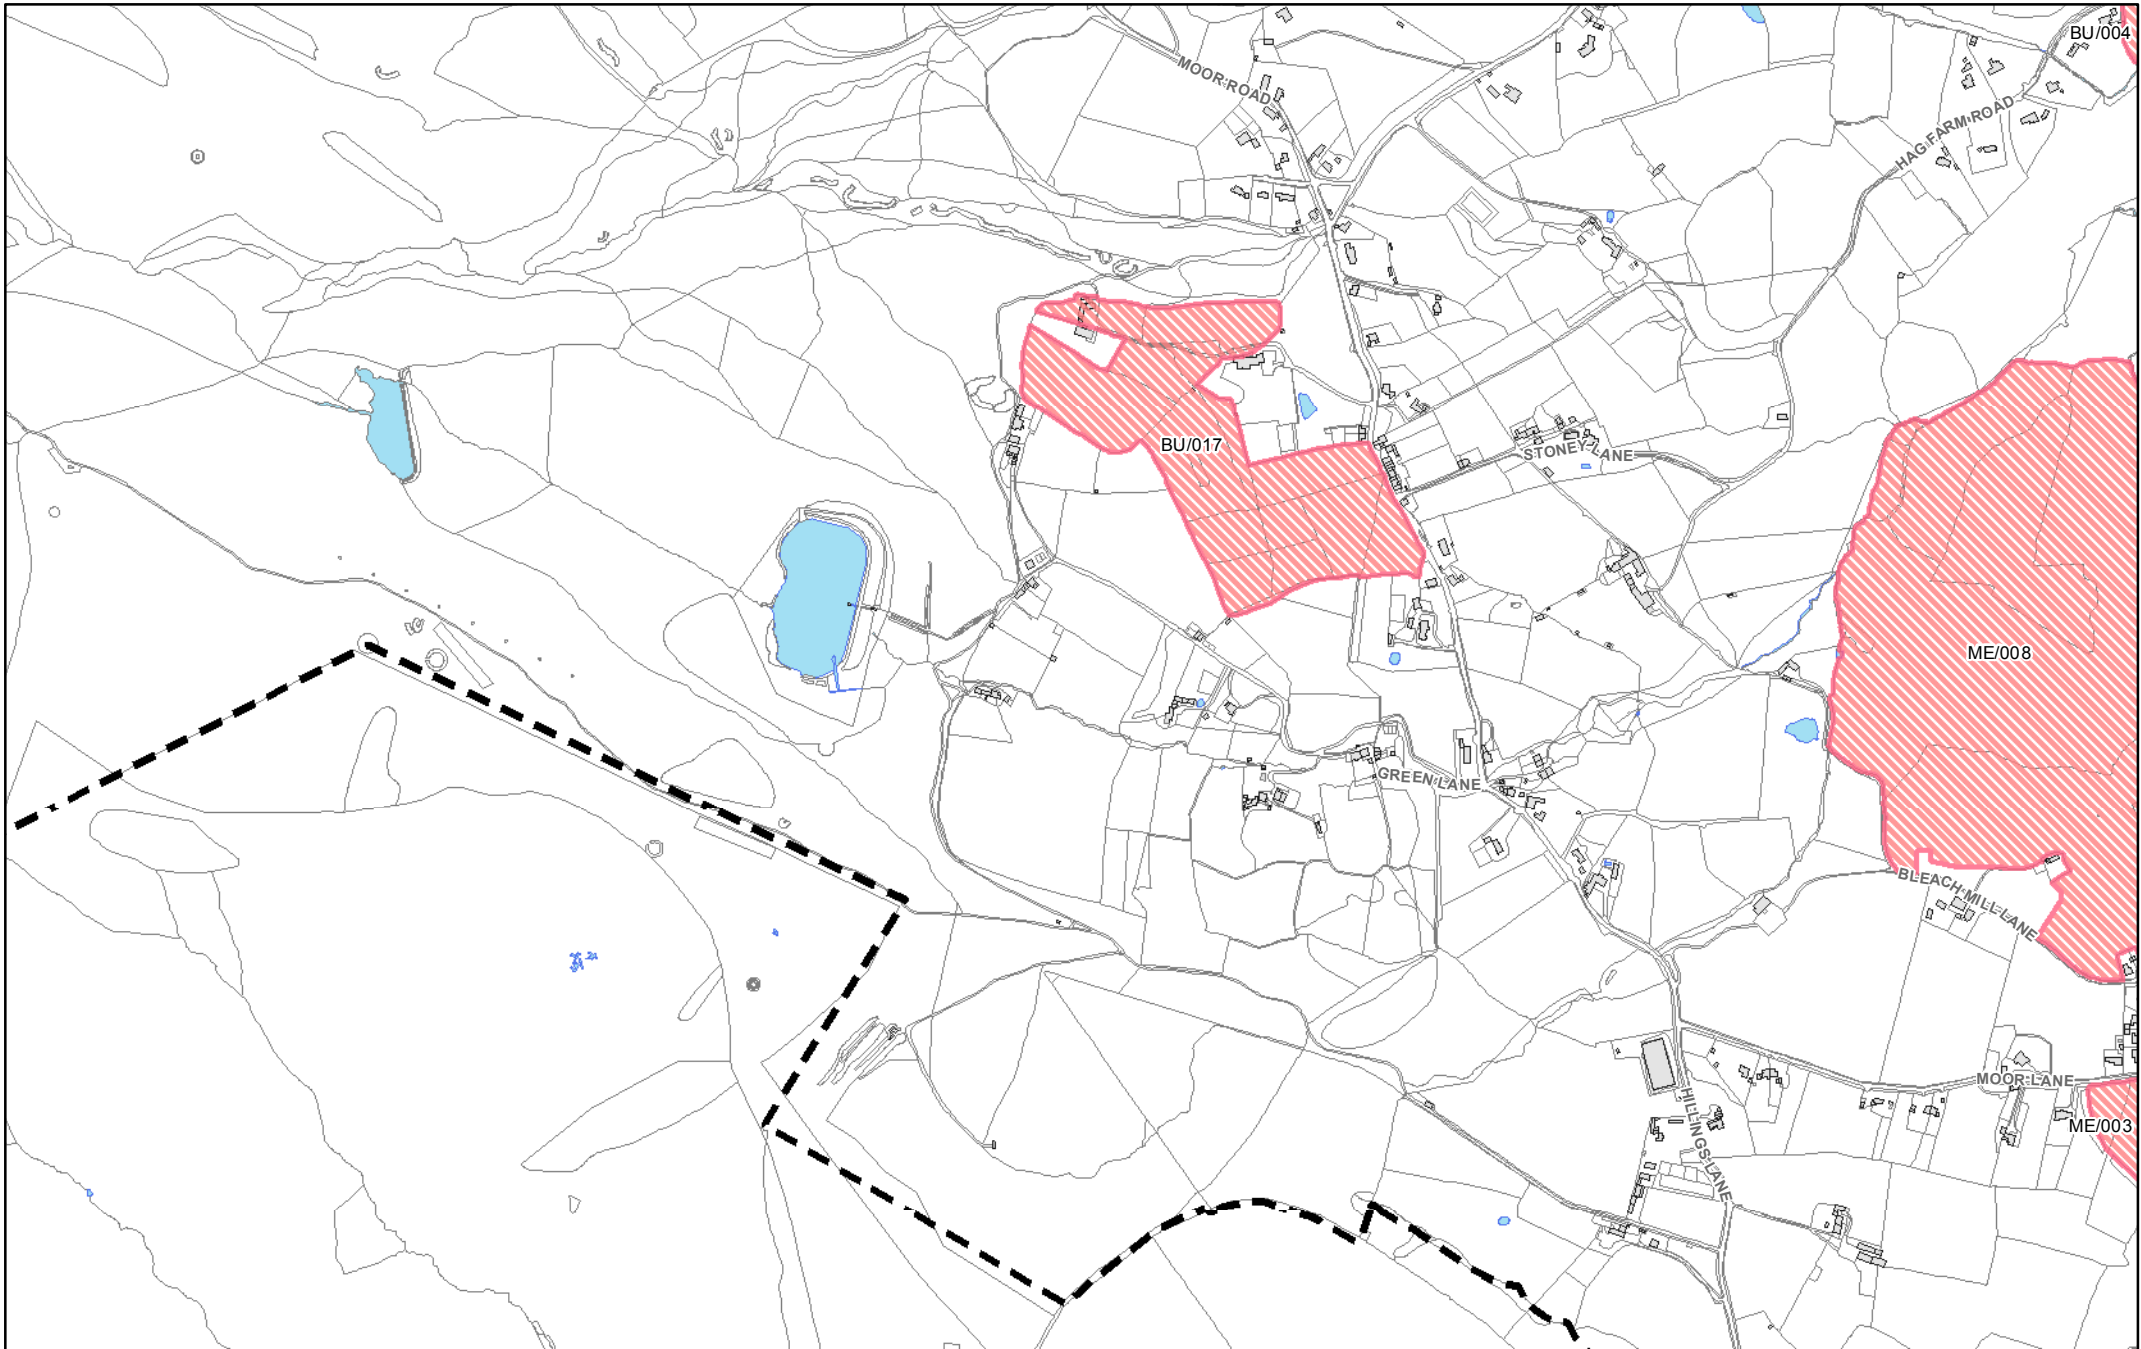 BU/004
MOOR ROAD
HAG FARM ROAD
BU/017
STONEY LANE
ME/008
GREEN LANE
BLEACH MILL LANE
MOOR LANE
HILLINGS LANE
ME/003